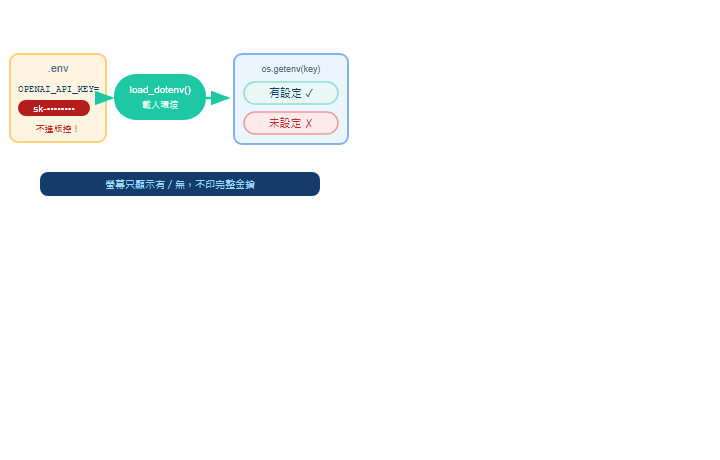 .env
OPENAI_API_KEY=
sk--------
不進版控！
load_dotenv()
載入環境
os.getenv(key)
有設定 ✓
未設定 ✗
螢幕只顯示有 / 無，不印完整金鑰